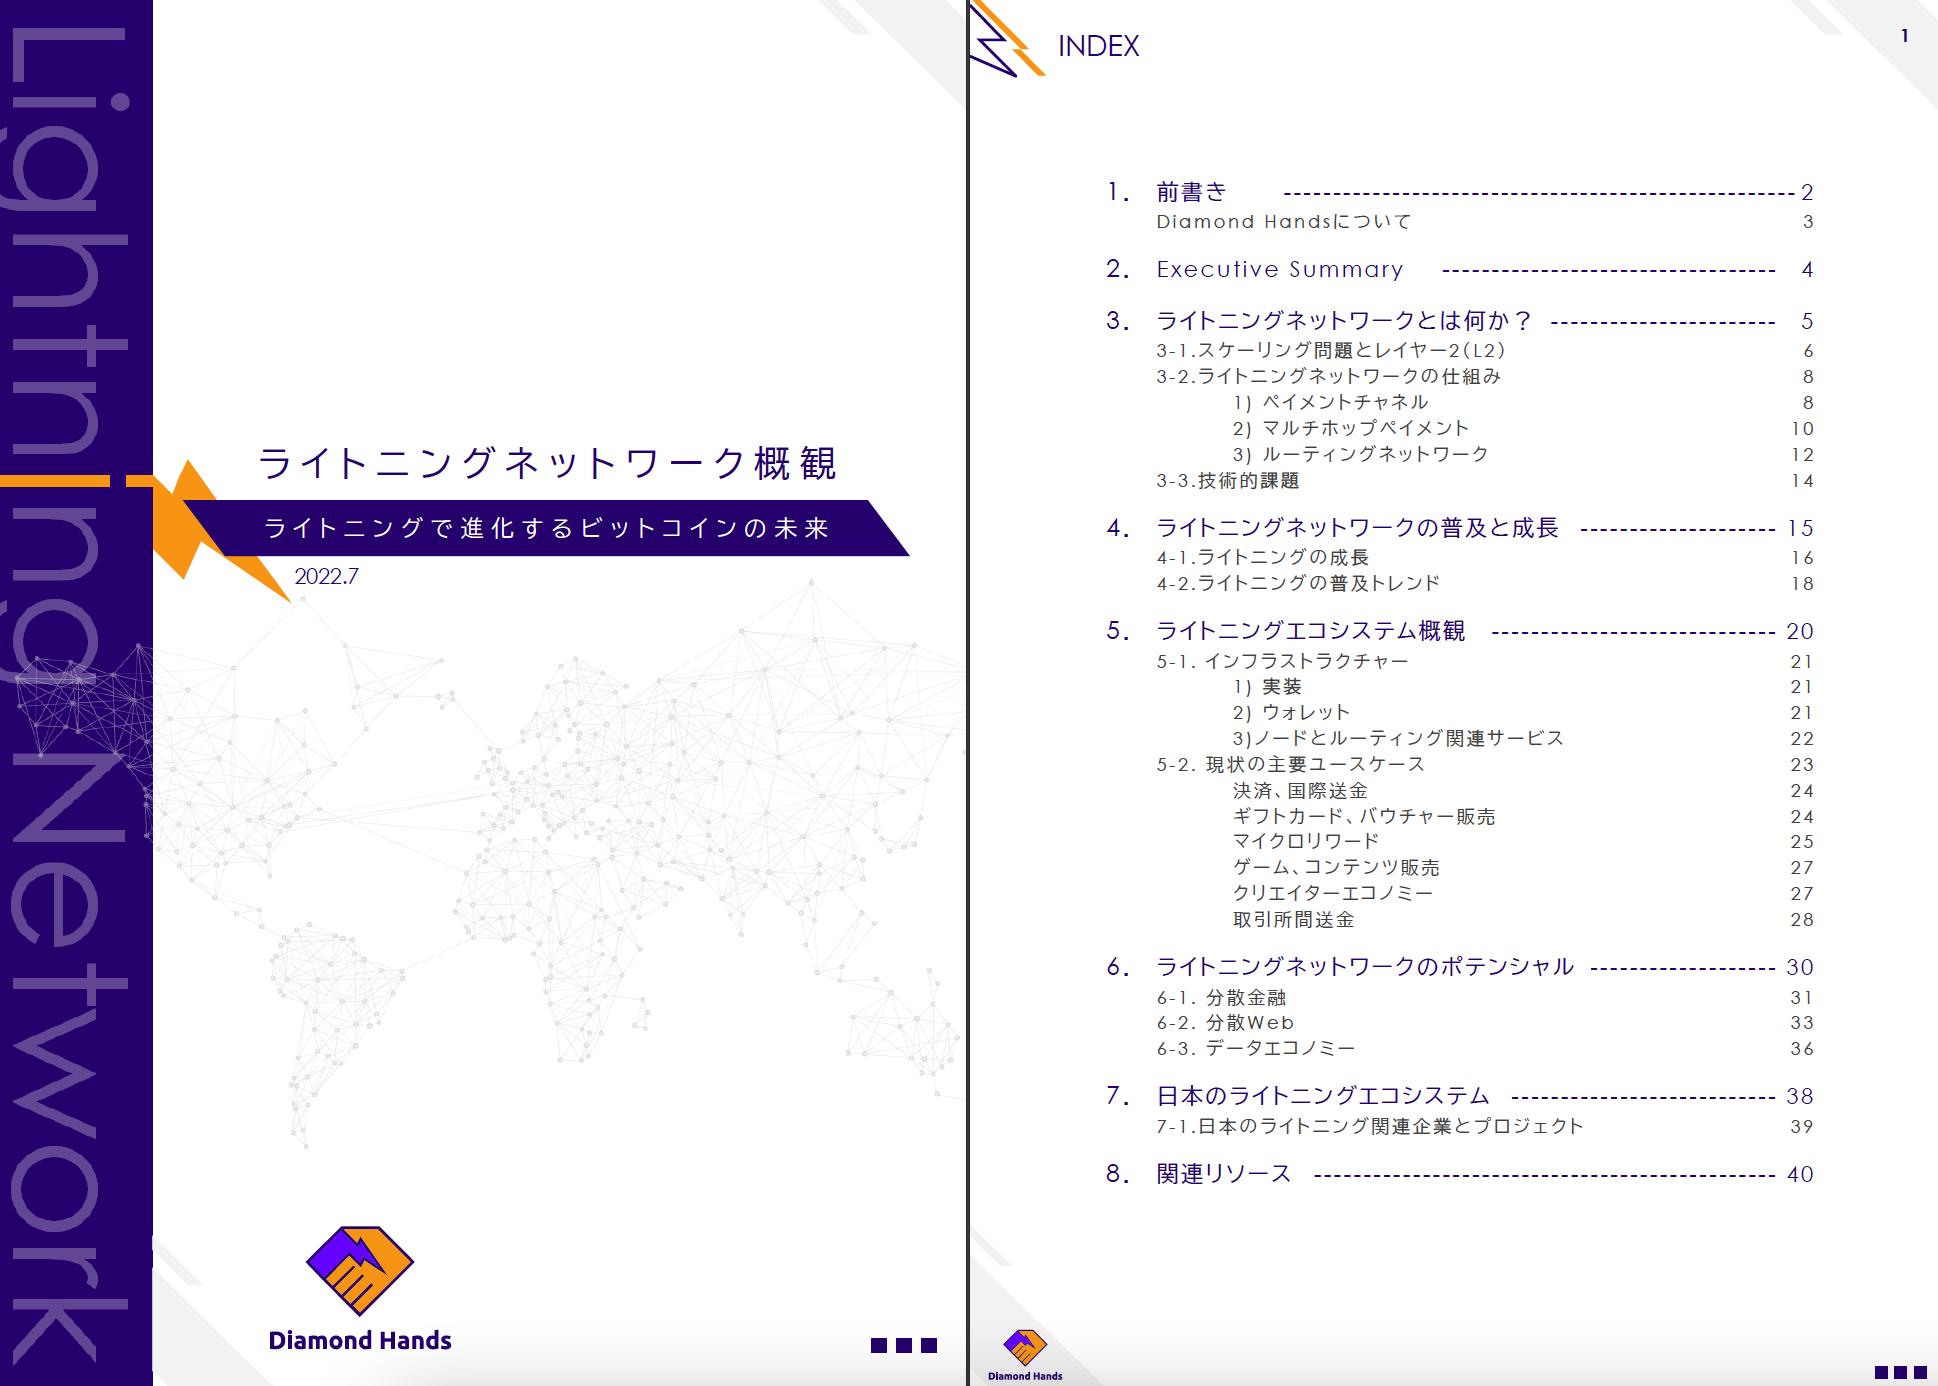 Lightning Network
ライトニングネットワーク概観
ライトニングで進化するビットコインの未来
2022.7
Diamond Hands
INDEX
1
1. 前書き ---------------------------------------------------- 2
Diamond Handsについて 3
2. Executive Summary ---------------------------------- 4
3. ライトニングネットワークとは何か？ ----------------------- 5
3-1.スケーリング問題とレイヤー2(L2) 6
3-2.ライトニングネットワークの仕組み 8
1) ペイメントチャネル 8
2) マルチホップペイメント 10
3) ルーティングネットワーク 12
3-3.技術的課題 14
4. ライトニングネットワークの普及と成長 -------------------- 15
4-1.ライトニングの成長 16
4-2.ライトニングの普及トレンド 18
5. ライトニングエコシステム概観 ----------------------------- 20
5-1. インフラストラクチャー 21
1) 実装 21
2) ウォレット 21
3)ノードとルーティング関連サービス 22
5-2. 現状の主要ユースケース 23
決済、国際送金 24
ギフトカード、バウチャー販売 24
マイクロリワード 25
ゲーム、コンテンツ販売 27
クリエイターエコノミー 27
取引所間送金 28
6. ライトニングネットワークのポテンシャル ------------------- 30
6-1. 分散金融 31
6-2. 分散Web 33
6-3. データエコノミー 36
7. 日本のライトニングエコシステム --------------------------- 38
7-1.日本のライトニング関連企業とプロジェクト 39
8. 関連リソース ----------------------------------------------- 40
Diamond Hands